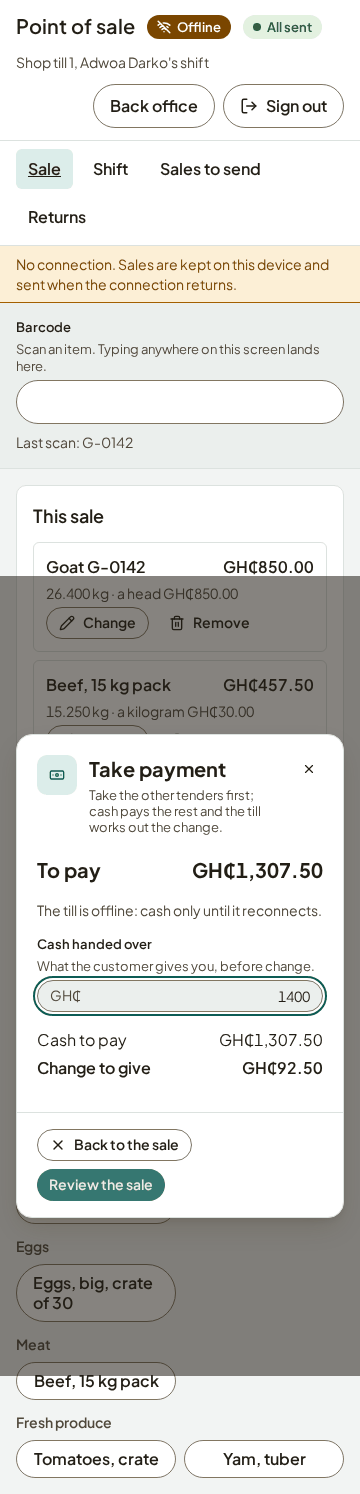 Point of sale
Offline
All sent
Shop till 1, Adwoa Darko's shift
Back office
Sign out
Sale
Shift
Sales to send
Returns
No connection. Sales are kept on this device and
sent when the connection returns.
Barcode
Scan an item. Typing anywhere on this screen lands
here.
Last scan: G-0142
This sale
Goat G-0142
GH₵850.00
26.400 kg · a head GH₵850.00
Change
Remove
Beef, 15 kg pack
GH₵457.50
15.250 kg · a kilogram GH₵30.00
Take payment
Take the other tenders first;
cash pays the rest and the till
works out the change.
To pay
GH₵1,307.50
The till is offline: cash only until it reconnects.
Cash handed over
What the customer gives you, before change.
GH₵
1400
Cash to pay
GH₵1,307.50
Change to give
GH₵92.50
Back to the sale
Review the sale
Eggs
Eggs, big, crate
of 30
Meat
Beef, 15 kg pack
Fresh produce
Tomatoes, crate
Yam, tuber